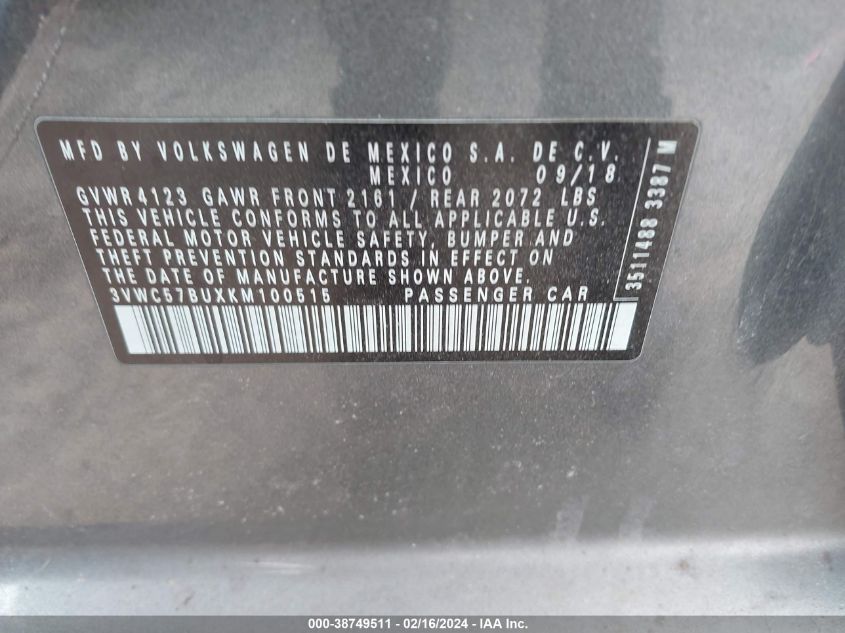 MFD BY VOLKSWAGEN DE MEXICO S.A. DE C.V.
MEXICO 09/18
GVWR 4123 GAWR FRONT 2161 / REAR 2072 LBS
THIS VEHICLE CONFORMS TO ALL APPLICABLE U.S.
FEDERAL MOTOR VEHICLE SAFETY, BUMPER AND
THEFT PREVENTION STANDARDS IN EFFECT ON
THE DATE OF MANUFACTURE SHOWN ABOVE.
3VWC57BUXKM100515 PASSENGER CAR
3511488 3387 M
000-38749511 - 02/16/2024 - IAA Inc.